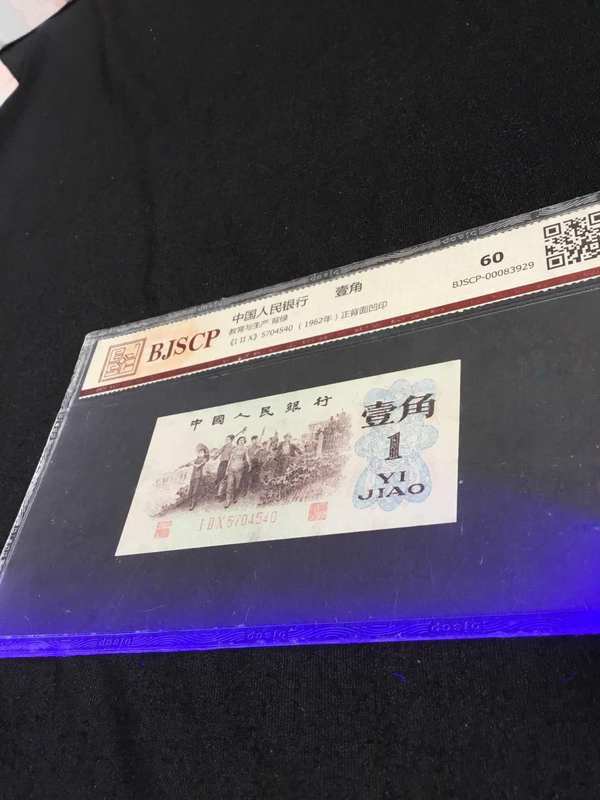 BJSCP
中国人民银行 壹角
教育与生产 背绿
《I II X》5704540 (1962年) 正背面凹印
60
BJSCP-00083929
中國人民銀行
壹角
1
YI
JIAO
I II X 5704540